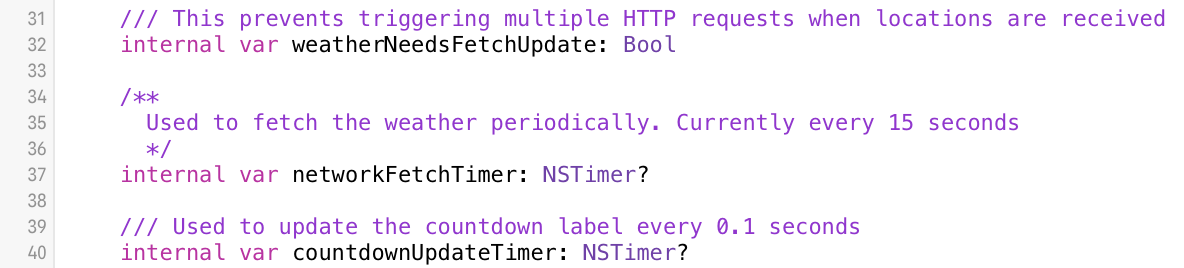 31 /// This prevents triggering multiple HTTP requests when locations are received
32 internal var weatherNeedsFetchUpdate: Bool
33
34 /**
35 Used to fetch the weather periodically. Currently every 15 seconds
36 */
37 internal var networkFetchTimer: NSTimer?
38
39 /// Used to update the countdown label every 0.1 seconds
40 internal var countdownUpdateTimer: NSTimer?